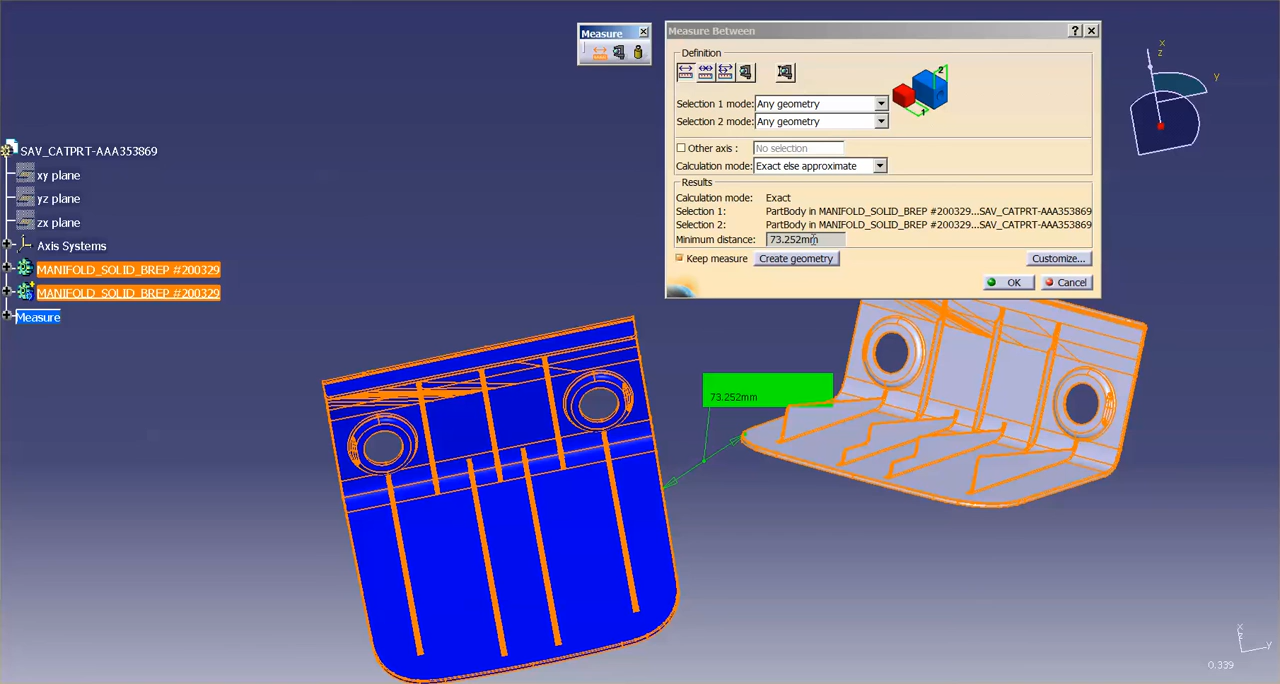 Measure
Measure Between
?
Definition
Selection 1 mode: Any geometry
Selection 2 mode: Any geometry
Other axis : No selection
Calculation mode: Exact else approximate
Results
Calculation mode: Exact
Selection 1: PartBody in MANIFOLD_SOLID_BREP #200329...SAV_CATPRT-AAA353869
Selection 2: PartBody in MANIFOLD_SOLID_BREP #200329...SAV_CATPRT-AAA353869
Minimum distance: 73.252mm
Keep measure Create geometry Customize...
OK Cancel
2
1
x
z
y
SAV_CATPRT-AAA353869
xy plane
yz plane
zx plane
Axis Systems
MANIFOLD_SOLID_BREP #200329
MANIFOLD_SOLID_BREP #200329
Measure
73.252mm
x
z
y
0.339